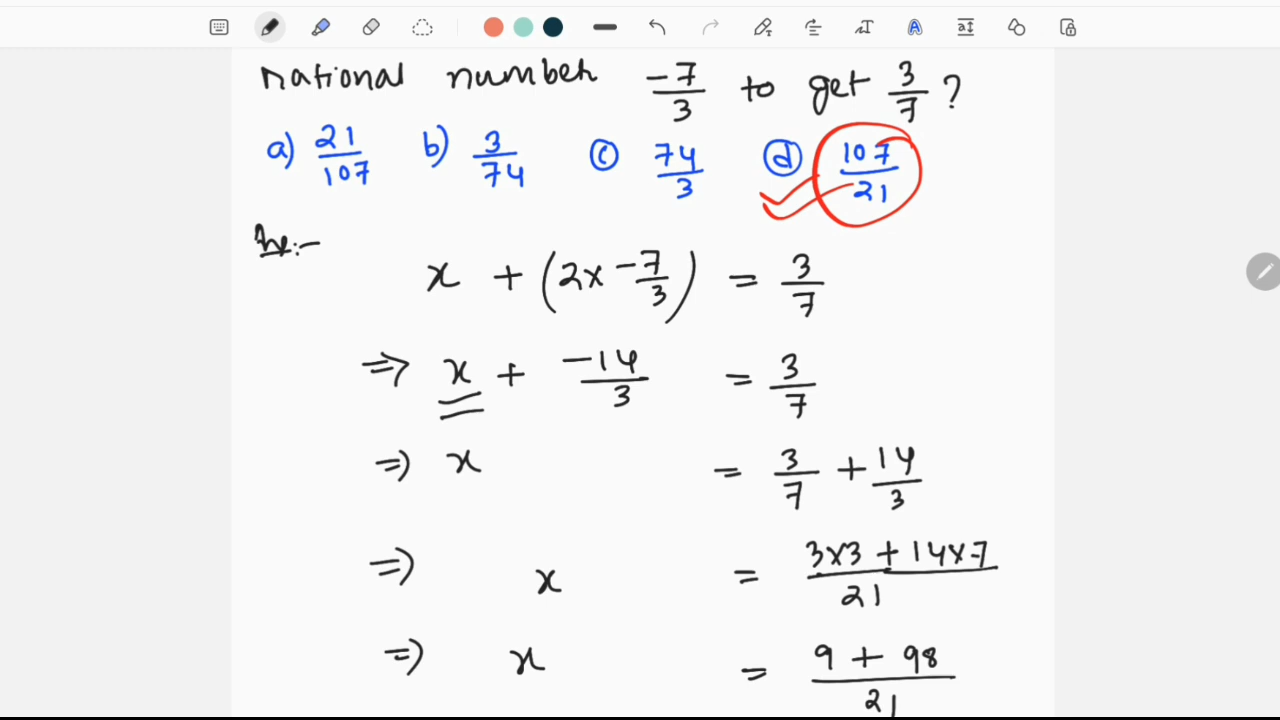 rational number -7/3 to get 3/7 ?
a) 21/107 b) 3/74 (c) 74/3 (d) 107/21
x + (2x -7/3) = 3/7
=> x + -14/3 = 3/7
=> x = 3/7 + 14/3
=> x = 3x3 + 14x7/21
=> x = 9 + 98/21